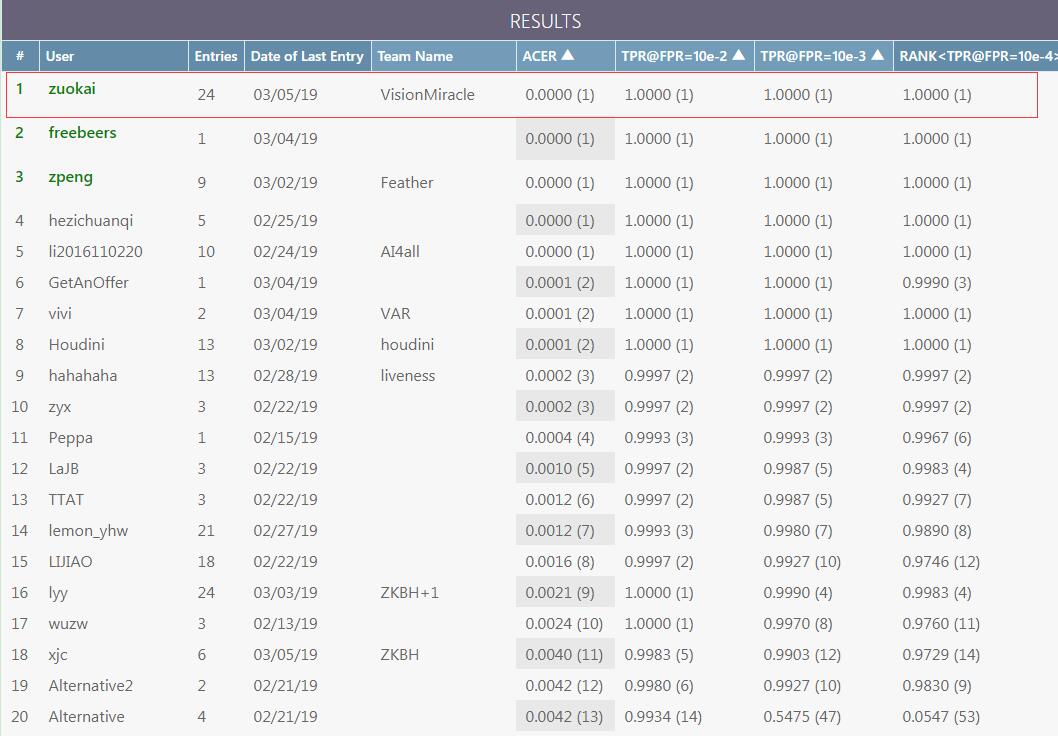 RESULTS
# User Entries Date of Last Entry Team Name ACER ▲ TPR@FPR=10e-2 ▲ TPR@FPR=10e-3 ▲ RANK<TPR@FPR=10e-4>
1 zuokai 24 03/05/19 VisionMiracle 0.0000 (1) 1.0000 (1) 1.0000 (1) 1.0000 (1)
2 freebeers 1 03/04/19 0.0000 (1) 1.0000 (1) 1.0000 (1) 1.0000 (1)
3 zpeng 9 03/02/19 Feather 0.0000 (1) 1.0000 (1) 1.0000 (1) 1.0000 (1)
4 hezichuanqi 5 02/25/19 0.0000 (1) 1.0000 (1) 1.0000 (1) 1.0000 (1)
5 li2016110220 10 02/24/19 AI4all 0.0000 (1) 1.0000 (1) 1.0000 (1) 1.0000 (1)
6 GetAnOffer 1 03/04/19 0.0001 (2) 1.0000 (1) 1.0000 (1) 0.9990 (3)
7 vivi 2 03/04/19 VAR 0.0001 (2) 1.0000 (1) 1.0000 (1) 1.0000 (1)
8 Houdini 13 03/02/19 houdini 0.0001 (2) 1.0000 (1) 1.0000 (1) 1.0000 (1)
9 hahahaha 13 02/28/19 liveness 0.0002 (3) 0.9997 (2) 0.9997 (2) 0.9997 (2)
10 zyx 3 02/22/19 0.0002 (3) 0.9997 (2) 0.9997 (2) 0.9997 (2)
11 Peppa 1 02/15/19 0.0004 (4) 0.9993 (3) 0.9993 (3) 0.9967 (6)
12 LaJB 3 02/22/19 0.0010 (5) 0.9997 (2) 0.9987 (5) 0.9983 (4)
13 TTAT 3 02/22/19 0.0012 (6) 0.9997 (2) 0.9987 (5) 0.9927 (7)
14 lemon_yhw 21 02/27/19 0.0012 (7) 0.9993 (3) 0.9980 (7) 0.9890 (8)
15 LIJIAO 18 02/22/19 0.0016 (8) 0.9997 (2) 0.9927 (10) 0.9746 (12)
16 lyy 24 03/03/19 ZKBH+1 0.0021 (9) 1.0000 (1) 0.9990 (4) 0.9983 (4)
17 wuzw 3 02/13/19 0.0024 (10) 1.0000 (1) 0.9970 (8) 0.9760 (11)
18 xjc 6 03/05/19 ZKBH 0.0040 (11) 0.9983 (5) 0.9903 (12) 0.9729 (14)
19 Alternative2 2 02/21/19 0.0042 (12) 0.9980 (6) 0.9927 (10) 0.9830 (9)
20 Alternative 4 02/21/19 0.0042 (13) 0.9934 (14) 0.5475 (47) 0.0547 (53)